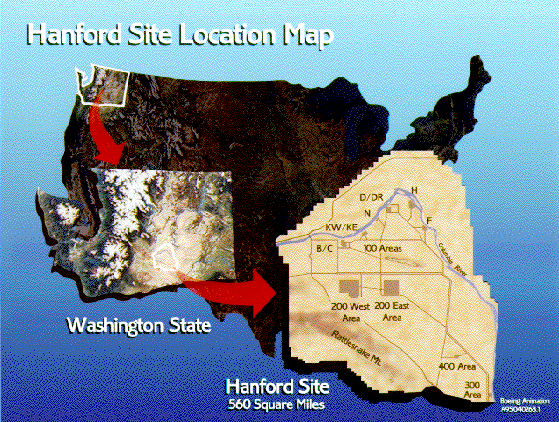 Hanford Site Location Map
H
D/DR
N
F
KW/KE
B/C
100 Areas
Columbia River
200 West
Area
200 East
Area
Rattlesnake Mt.
400 Area
300
Area
Washington State
Hanford Site
560 Square Miles
Boeing Animation
A95040263.1